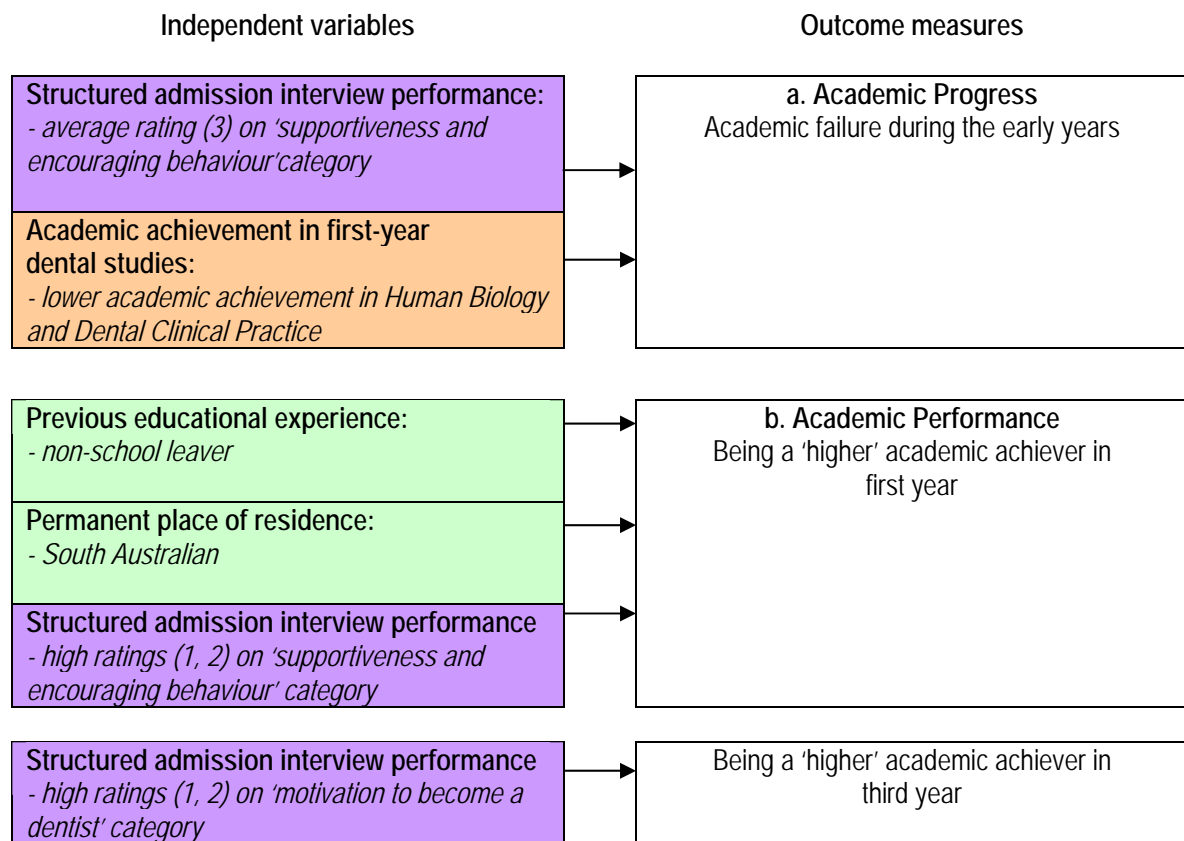 Independent variables
Outcome measures
Structured admission interview performance:
- average rating (3) on ‘supportiveness and
encouraging behaviour’category
Academic achievement in first-year
dental studies:
- lower academic achievement in Human Biology
and Dental Clinical Practice
a. Academic Progress
Academic failure during the early years
Previous educational experience:
- non-school leaver
Permanent place of residence:
- South Australian
Structured admission interview performance
- high ratings (1, 2) on ‘supportiveness and
encouraging behaviour’ category
b. Academic Performance
Being a ‘higher’ academic achiever in
first year
Structured admission interview performance
- high ratings (1, 2) on ‘motivation to become a
dentist’ category
Being a ‘higher’ academic achiever in
third year